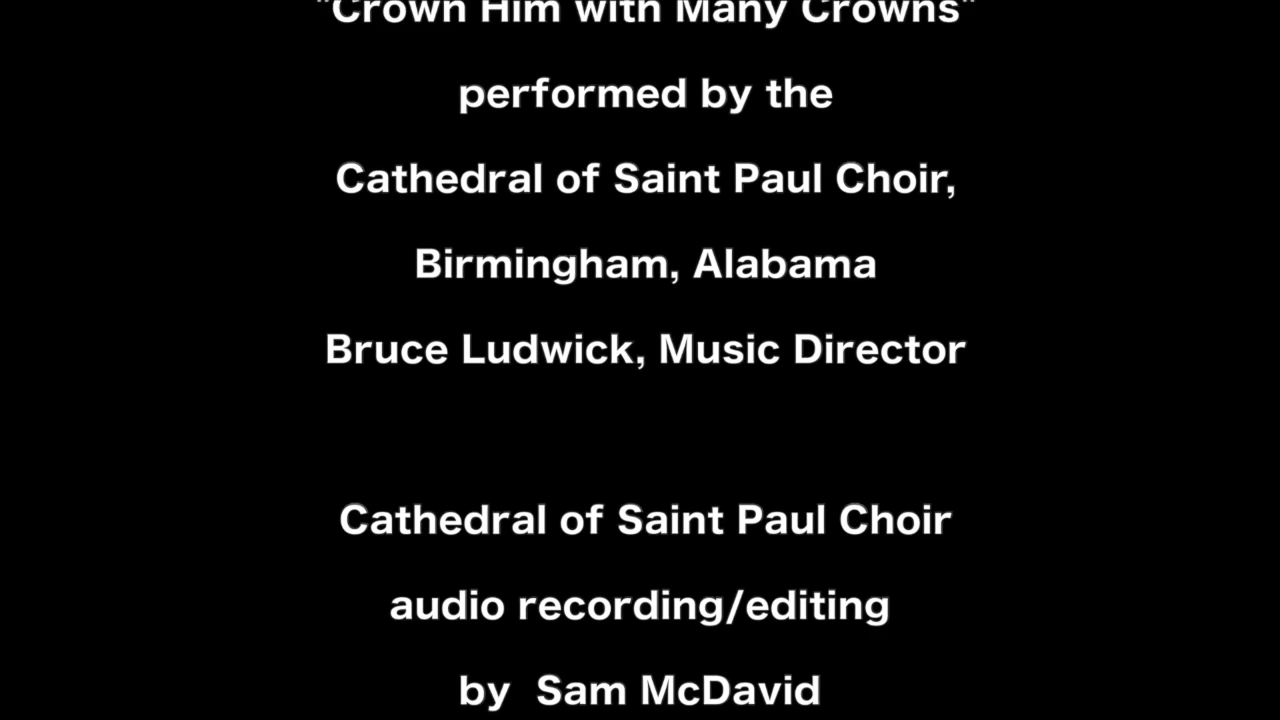 "Crown Him with Many Crowns"
performed by the
Cathedral of Saint Paul Choir,
Birmingham, Alabama
Bruce Ludwick, Music Director
Cathedral of Saint Paul Choir
audio recording/editing
by  Sam McDavid